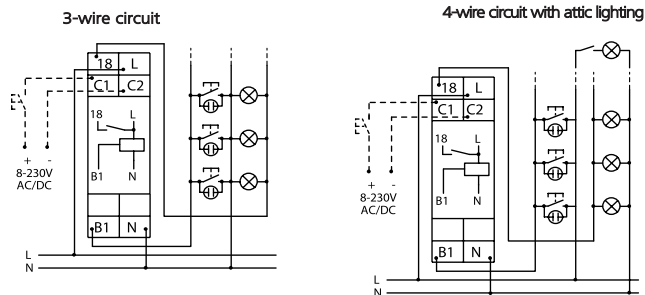 3-wire circuit
18 L
C1 C2
18 L
B1 N
+ -
8-230V
AC/DC
B1 N
L
N
4-wire circuit with attic lighting
18 L
C1 C2
18 L
B1 N
+ -
8-230V
AC/DC
B1 N
L
N